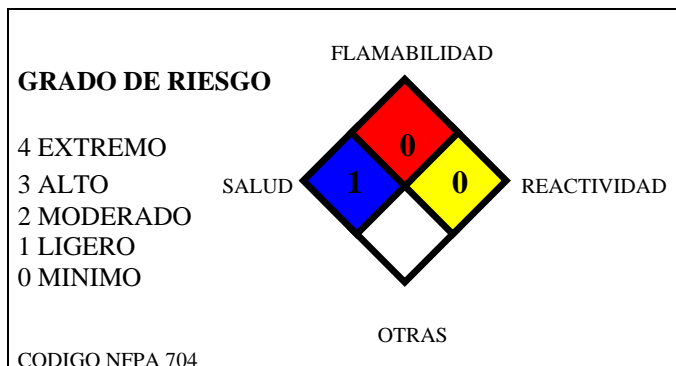 FLAMABILIDAD
GRADO DE RIESGO
4 EXTREMO
3 ALTO
2 MODERADO
1 LIGERO
0 MINIMO
0
SALUD
1
0
REACTIVIDAD
OTRAS
CODIGO NFPA 704